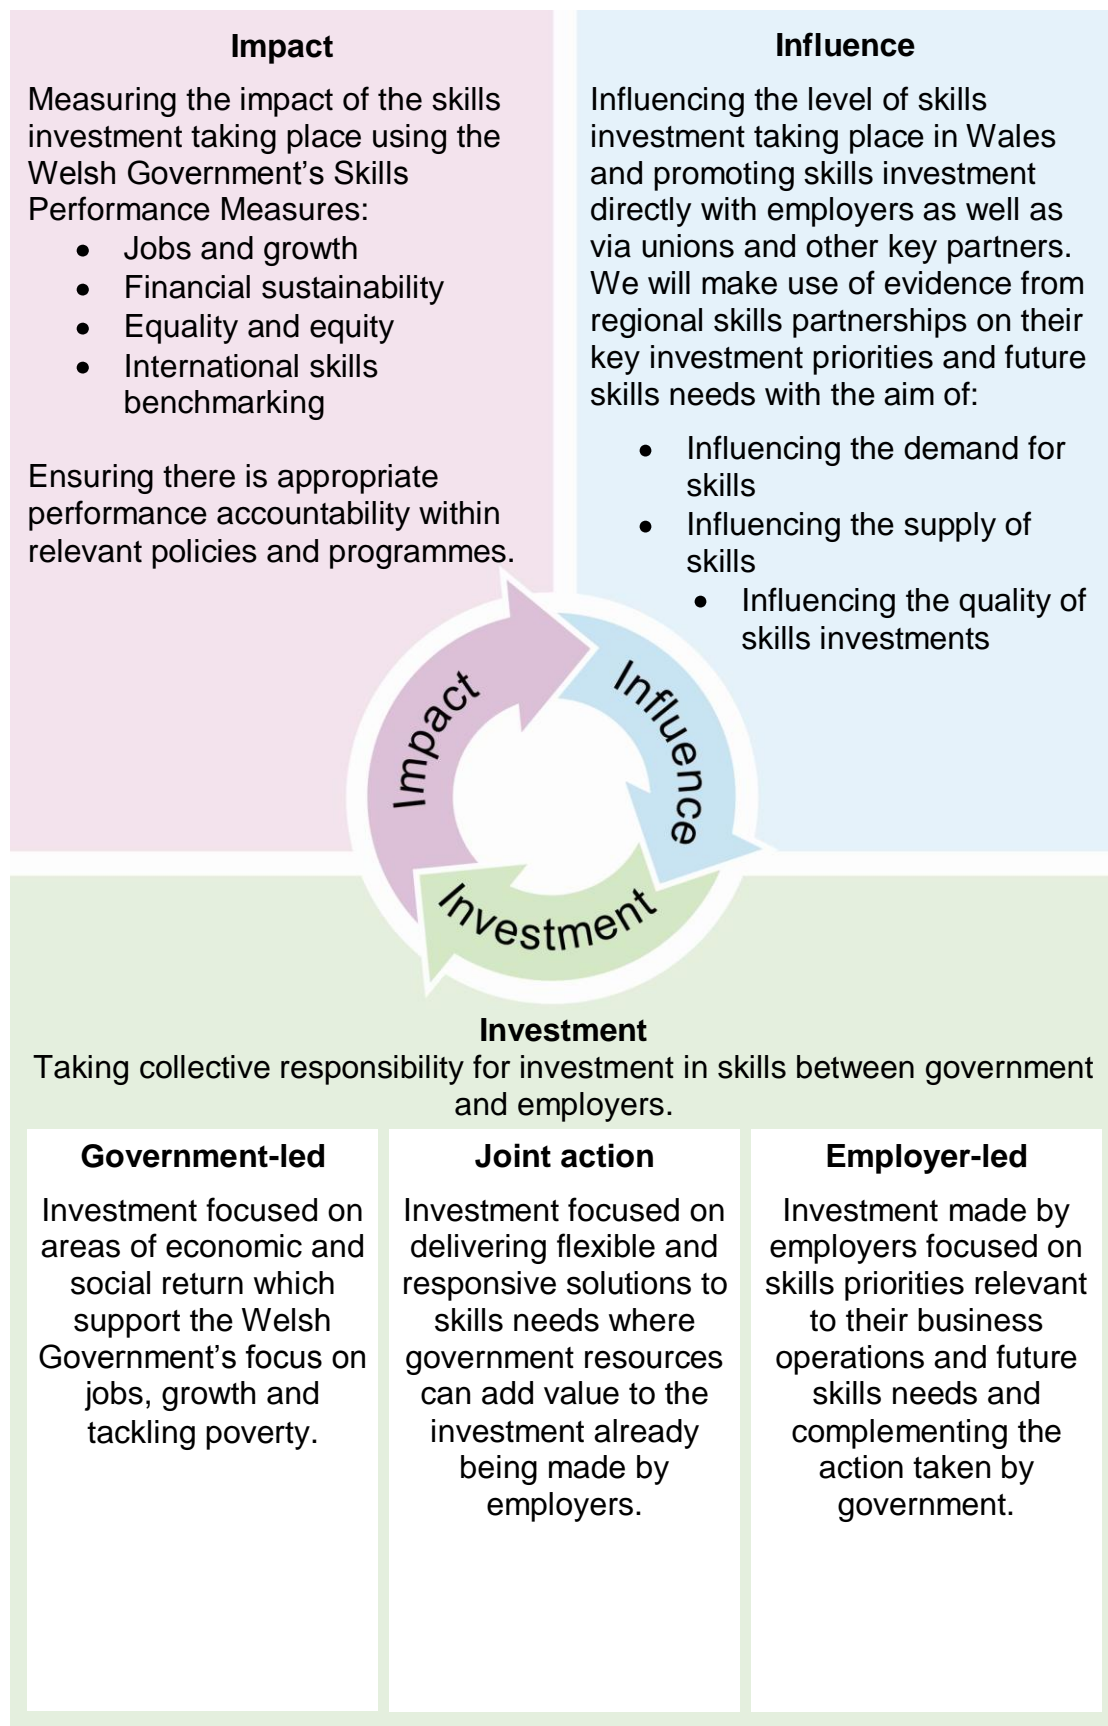 Impact
Measuring the impact of the skills
investment taking place using the
Welsh Government’s Skills
Performance Measures:
• Jobs and growth
• Financial sustainability
• Equality and equity
• International skills
benchmarking
Ensuring there is appropriate
performance accountability within
relevant policies and programmes.
Influence
Influencing the level of skills
investment taking place in Wales
and promoting skills investment
directly with employers as well as
via unions and other key partners.
We will make use of evidence from
regional skills partnerships on their
key investment priorities and future
skills needs with the aim of:
• Influencing the demand for
skills
• Influencing the supply of
skills
• Influencing the quality of
skills investments
Impact
Influence
Investment
Investment
Taking collective responsibility for investment in skills between government
and employers.
Government-led
Investment focused on
areas of economic and
social return which
support the Welsh
Government’s focus on
jobs, growth and
tackling poverty.
Joint action
Investment focused on
delivering flexible and
responsive solutions to
skills needs where
government resources
can add value to the
investment already
being made by
employers.
Employer-led
Investment made by
employers focused on
skills priorities relevant
to their business
operations and future
skills needs and
complementing the
action taken by
government.